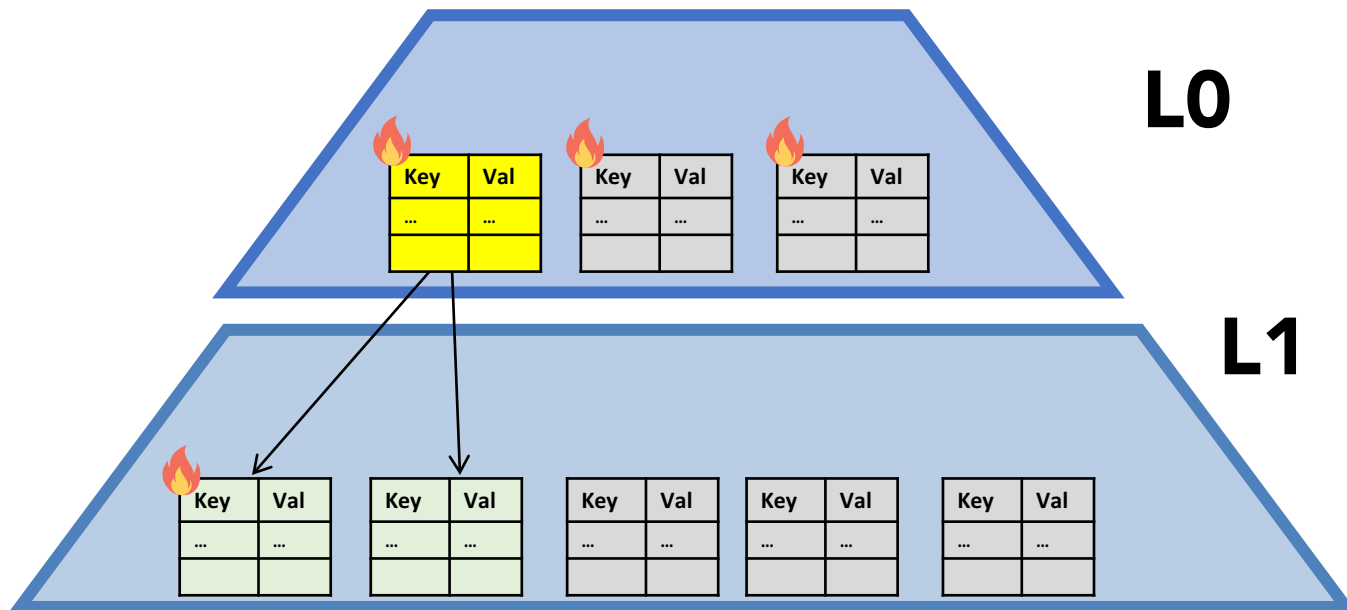 L0
Key Val Key Val Key Val
... ... ... ... ... ...
L1
Key Val Key Val Key Val Key Val Key Val
... ... ... ... ... ... ... ... ... ...